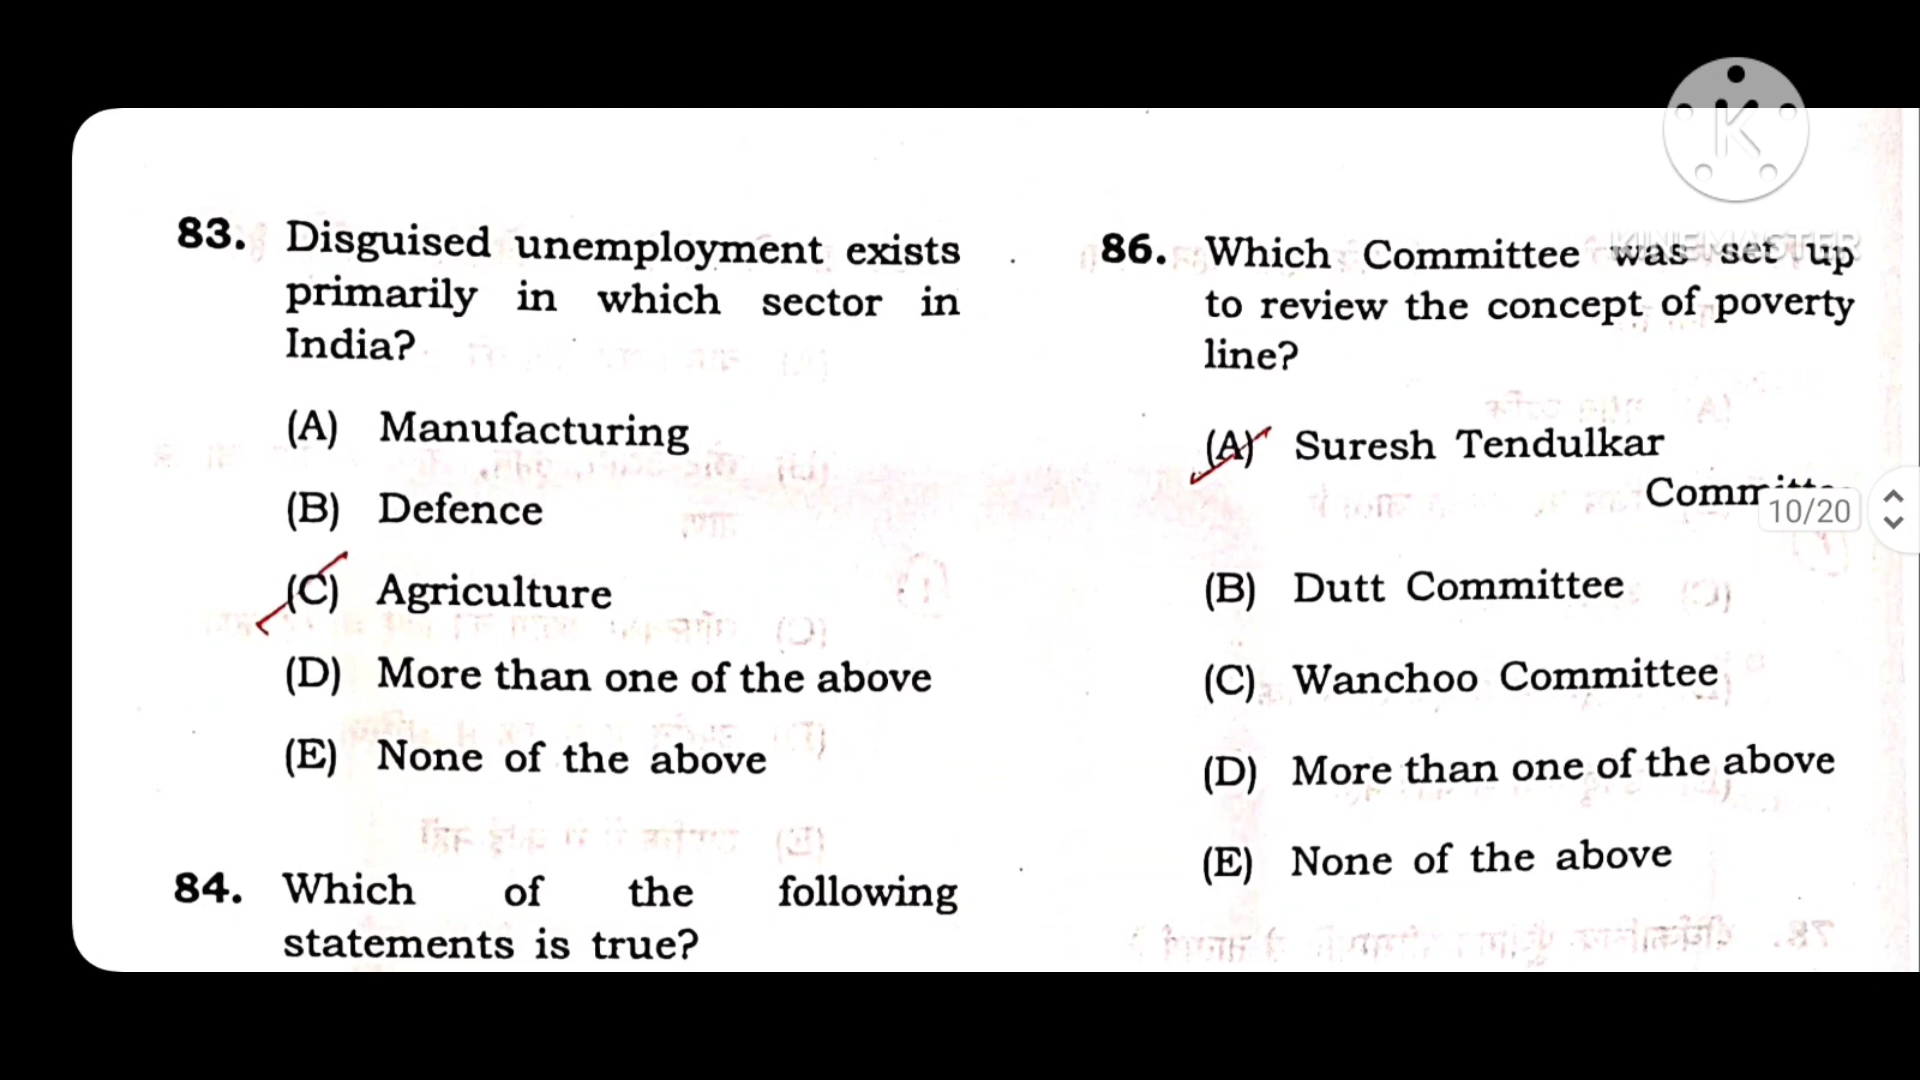 83. Disguised unemployment exists
primarily in which sector in
India?
(A) Manufacturing
(B) Defence
(C) Agriculture
(D) More than one of the above
(E) None of the above
84. Which of the following
statements is true?
86. Which Committee was set up
to review the concept of poverty
line?
(A) Suresh Tendulkar
10/20
(B) Dutt Committee
(C) Wanchoo Committee
(D) More than one of the above
(E) None of the above
K
KINEMASTER